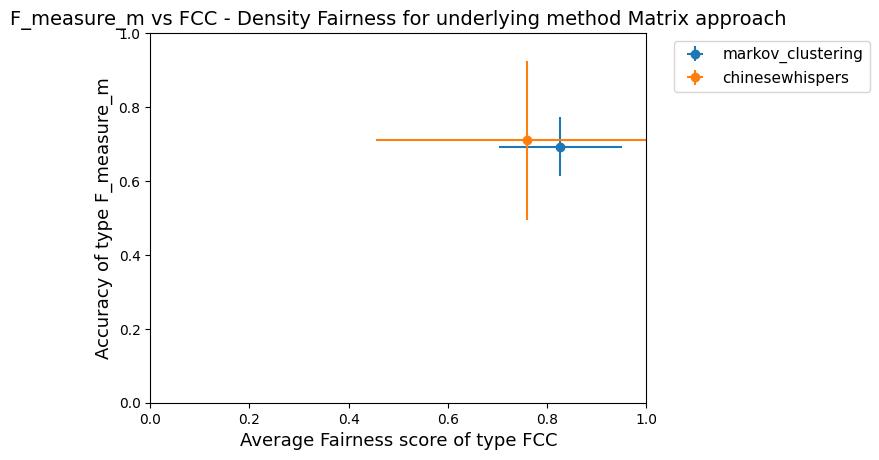 F_measure_m vs FCC - Density Fairness for underlying method Matrix approach
markov_clustering
chinesewhispers
Accuracy of type F_measure_m
1.0
0.8
0.6
0.4
0.2
0.0
0.0 0.2 0.4 0.6 0.8 1.0
Average Fairness score of type FCC